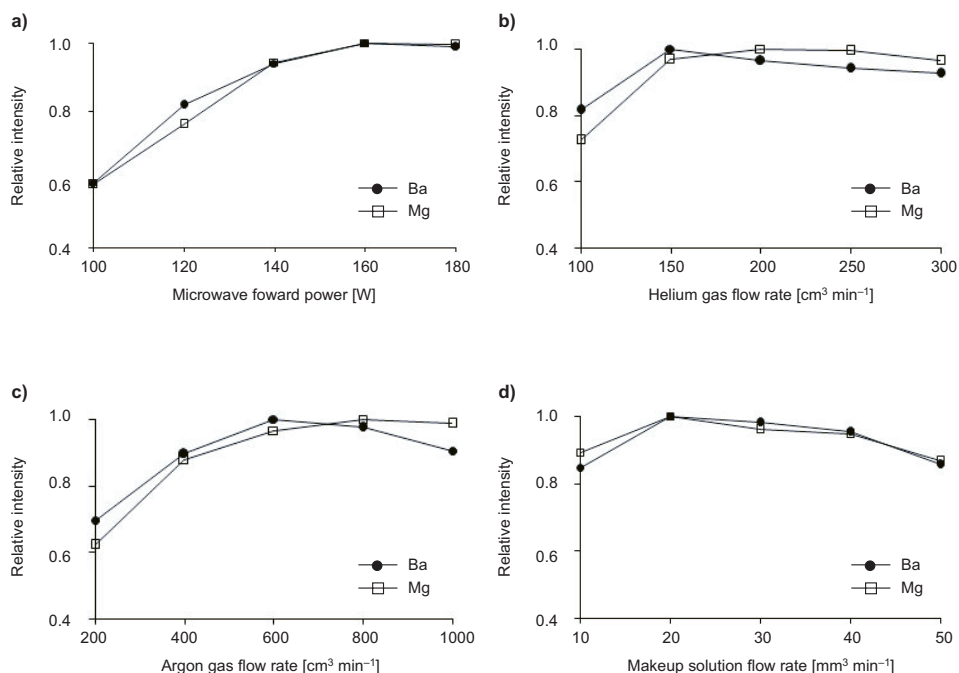 a)
Relative intensity
1.0
0.8
0.6
0.4
Ba
Mg
100 120 140 160 180
Microwave foward power [W]
b)
Relative intensity
1.0
0.8
0.6
0.4
Ba
Mg
100 150 200 250 300
Helium gas flow rate [cm³ min⁻¹]
c)
Relative intensity
1.0
0.8
0.6
0.4
Ba
Mg
200 400 600 800 1000
Argon gas flow rate [cm³ min⁻¹]
d)
Relative intensity
1.0
0.8
0.6
0.4
Ba
Mg
10 20 30 40 50
Makeup solution flow rate [mm³ min⁻¹]